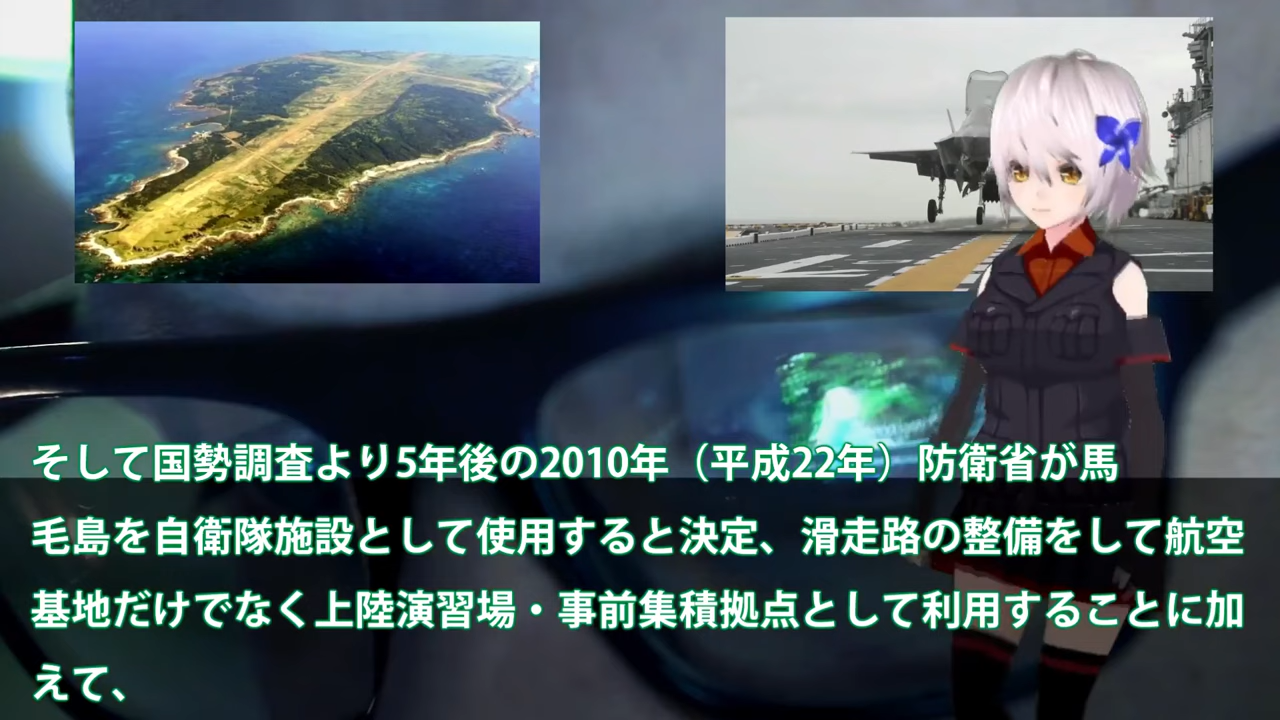 そして国勢調査より5年後の2010年（平成22年）防衛省が馬
毛島を自衛隊施設として使用すると決定、滑走路の整備をして航空
基地だけでなく上陸演習場・事前集積拠点として利用することに加
えて、